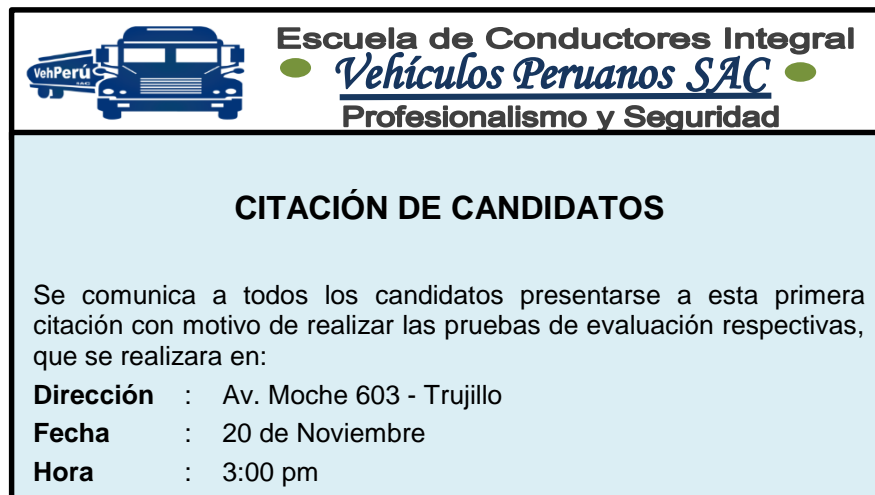 VehPerú
SAC
Escuela de Conductores Integral
Vehículos Peruanos SAC
Profesionalismo y Seguridad
CITACIÓN DE CANDIDATOS
Se comunica a todos los candidatos presentarse a esta primera
citación con motivo de realizar las pruebas de evaluación respectivas,
que se realizara en:
Dirección : Av. Moche 603 - Trujillo
Fecha : 20 de Noviembre
Hora : 3:00 pm